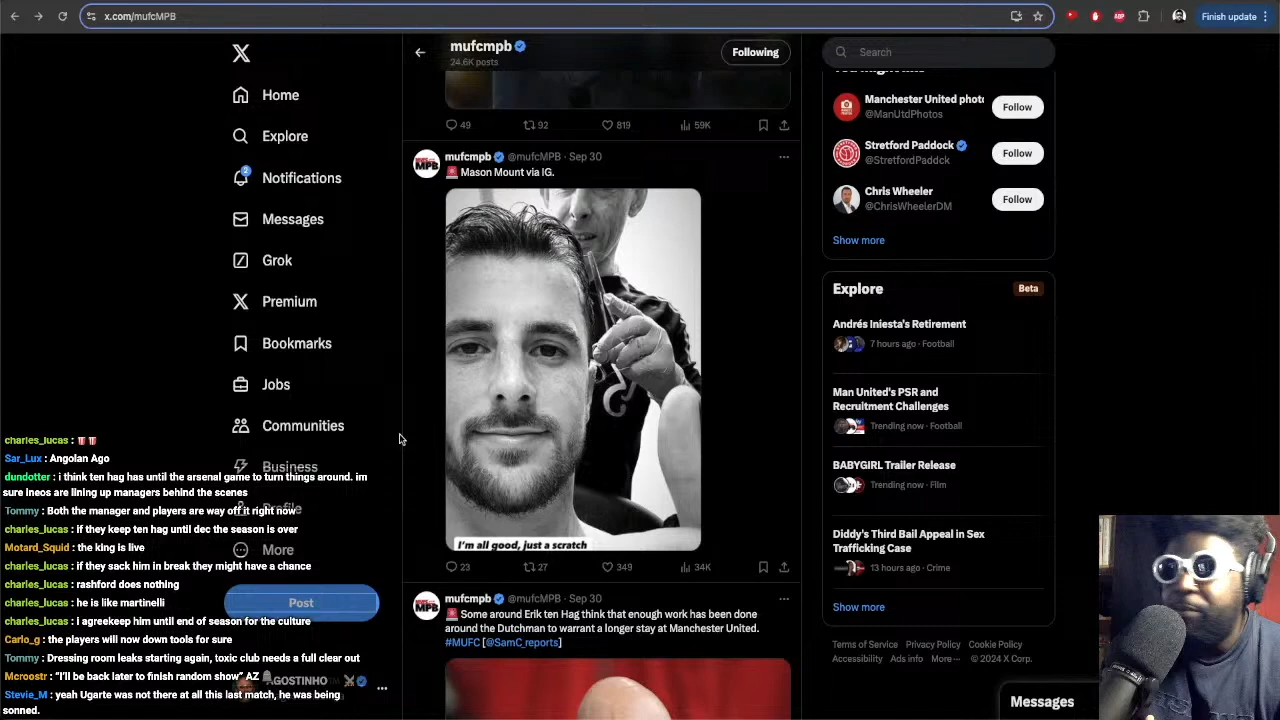 x.com/mufcMPB
Finish update
mufcmpb
24.6K posts
Following
Search
Home
Explore
2
Notifications
Messages
Grok
Premium
Bookmarks
Jobs
Communities
Business
Profile
More
Post
AGOSTINHO
49
92
819
59K
mufcmpb @mufcMPB · Sep 30
🚨 Mason Mount via IG.
I'm all good, just a scratch
23
27
349
34K
mufcmpb @mufcMPB · Sep 30
🚨 Some around Erik ten Hag think that enough work has been done
around the Dutchman to warrant a longer stay at Manchester United.
#MUFC [@SamC_reports]
Manchester United phot
@ManUtdPhotos
Follow
Stretford Paddock
@StretfordPaddck
Follow
Chris Wheeler
@ChrisWheelerDM
Follow
Show more
Explore
Beta
Andrés Iniesta's Retirement
7 hours ago · Football
Man United's PSR and
Recruitment Challenges
Trending now · Football
BABYGIRL Trailer Release
Trending now · Film
Diddy's Third Bail Appeal in Sex
Trafficking Case
13 hours ago · Crime
Show more
Terms of Service Privacy Policy Cookie Policy
Accessibility Ads info More··· © 2024 X Corp.
Messages
charles_lucas : 🍿🍿
Sar_Lux : Angolan Ago
dundotter : i think ten hag has until the arsenal game to turn things around. im
sure Ineos are lining up managers behind the scenes
Tommy : Both the manager and players are way off it right now
charles_lucas : if they keep ten hag until dec the season is over
Motard_Squid : the king is live
charles_lucas : if they sack him in break they might have a chance
charles_lucas : rashford does nothing
charles_lucas : he is like martinelli
charles_lucas : i agreekeep him until end of season for the culture
Carlo_g : the players will now down tools for sure
Tommy : Dressing room leaks starting again, toxic club needs a full clear out
Mcroostr : "I'll be back later to finish random show" AZ
Stevie_M : yeah Ugarte was not there at all this last match, he was being
sonned.